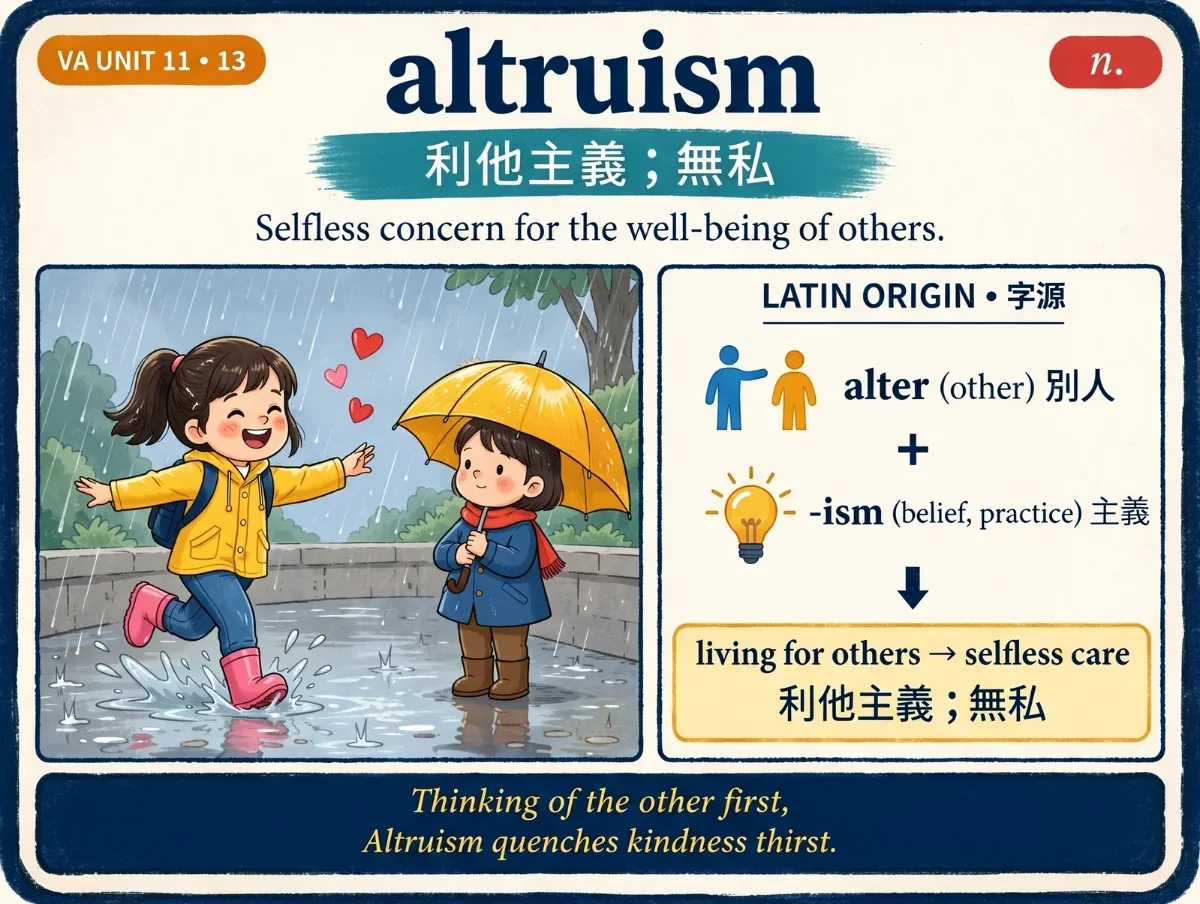 VA UNIT 11 • 13
altruism
n.
利他主義；無私
Selfless concern for the well-being of others.
LATIN ORIGIN • 字源
alter (other) 別人
+
-ism (belief, practice) 主義
living for others → selfless care
利他主義；無私
Thinking of the other first,
Altruism quenches kindness thirst.